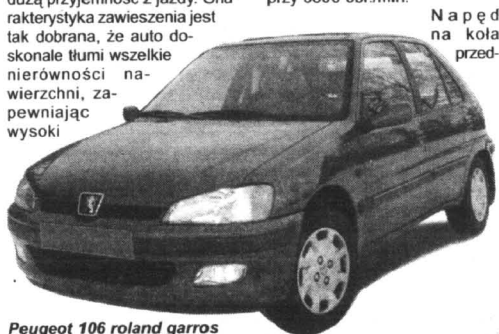 dużą przyjemność z jazdy. Cha
rakterystyka zawieszenia jest
tak dobrana, że auto do-
skonale tłumi wszelkie
nierówności na-
wierzchni, za-
pewniając
wysoki
przy 5600 obr./min.
Napęd
na koła
przed-
Peugeot 106 roland garros